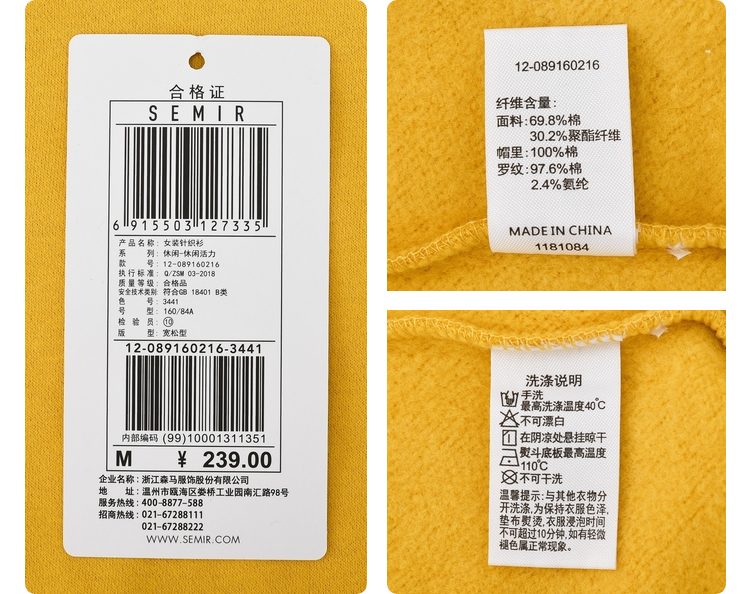 合格证
SEMIR
6 915503 127335
产品名称: 女装针织衫
系 列: 休闲-休闲活力
款 号: 12-089160216
执行标准: Q/ZSM 03-2018
质量等级: 合格品
安全技术类别: 符合GB 18401 B类
色 号: 3441
号 型: 160/84A
检 验 员: ⑩
版 型: 宽松型
12-089160216-3441
内部编码 (99)10001311351
M ¥ 239.00
企业名称: 浙江森马服饰股份有限公司
地 址: 温州市瓯海区娄桥工业园南汇路98号
服务热线: 400-8877-588
招商热线: 021-67288111
021-67288222
WWW.SEMIR.COM
12-089160216
纤维含量:
面料:69.8%棉
30.2%聚酯纤维
帽里:100%棉
罗纹:97.6%棉
2.4%氨纶
MADE IN CHINA
1181084
洗涤说明
手洗
最高洗涤温度40℃
不可漂白
在阴凉处悬挂晾干
熨斗底板最高温度
110℃
不可干洗
温馨提示:与其他衣物分
开洗涤,为保持衣服色泽,
垫布熨烫,衣服浸泡时间
不可超过10分钟,如有轻微
褪色属正常现象。